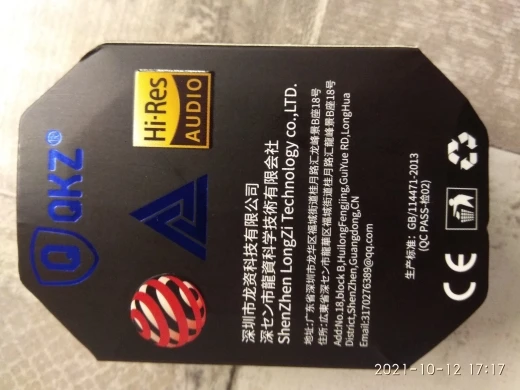 QKZ®
Hi-Res
AUDIO
深圳市龙资科技有限公司
深セン市龍資科学技術有限会社
ShenZhen LongZi Technology co.,LTD.
地址:广东省深圳市龙华区福城街道桂月路汇龙峰景B座18号
住所:広東省深セン市龍華区福城街道桂月路汇龍峰景B座18号
Add:No.18,block B,HuilongFengjing,GuiYue RD,LongHua
District,ShenZhen,Guangdong,CN
Email:3170276389@qq.com
生产标准: GB/114471-2013
(QC PASS-检02)
CE
2021-10-12 17:17